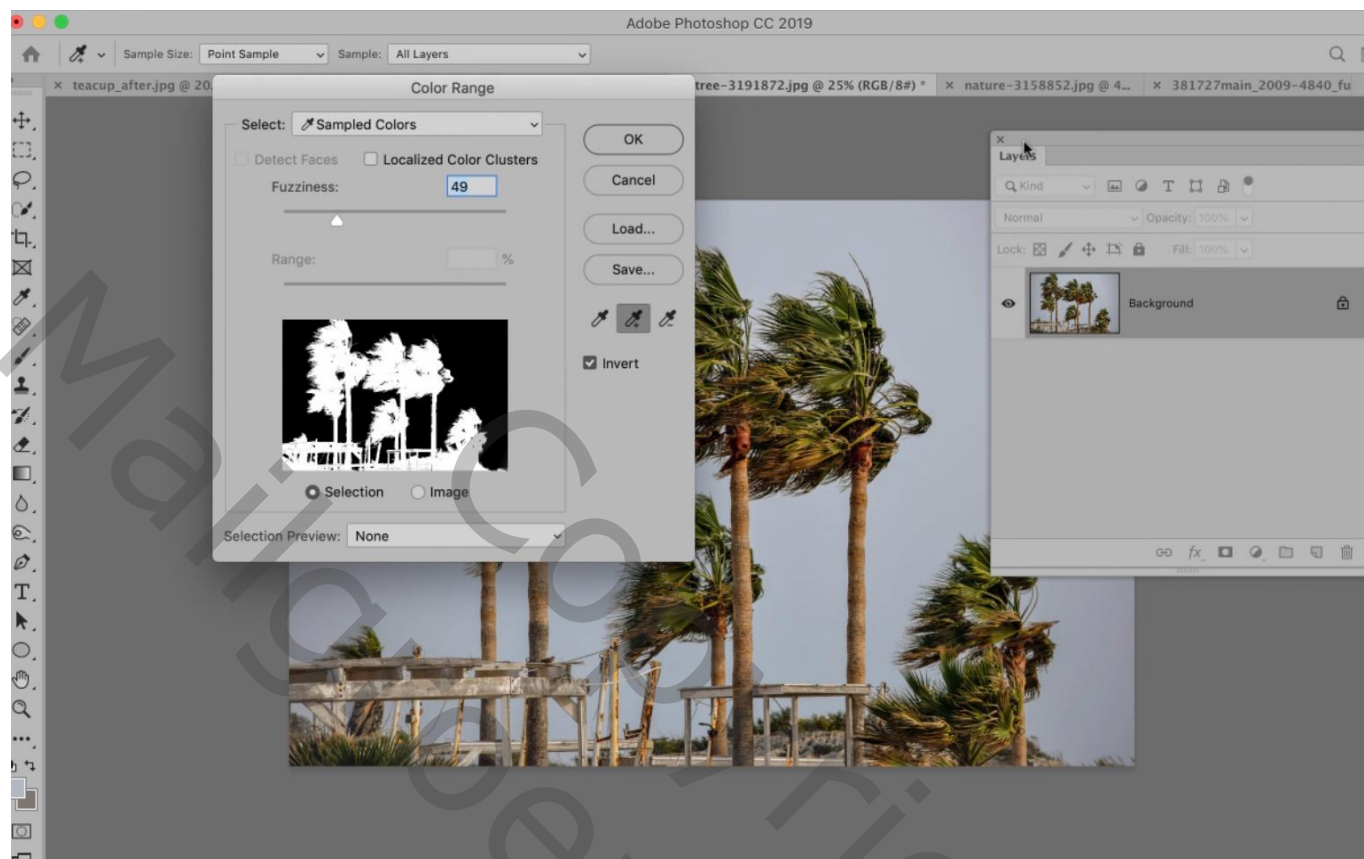 Adobe Photoshop CC 2019
Sample Size: Point Sample Sample: All Layers
× teacup_after.jpg @ 20. tree-3191872.jpg @ 25% (RGB/8#) * × nature-3158852.jpg @ 4... × 381727main_2009-4840_fu
Color Range
Select: Sampled Colors
Detect Faces Localized Color Clusters
Fuzziness: 49
Range: %
Selection Image
Selection Preview: None
OK
Cancel
Load...
Save...
Invert
Layers
Kind
Normal Opacity: 100%
Lock: Fill: 100%
Background
fx